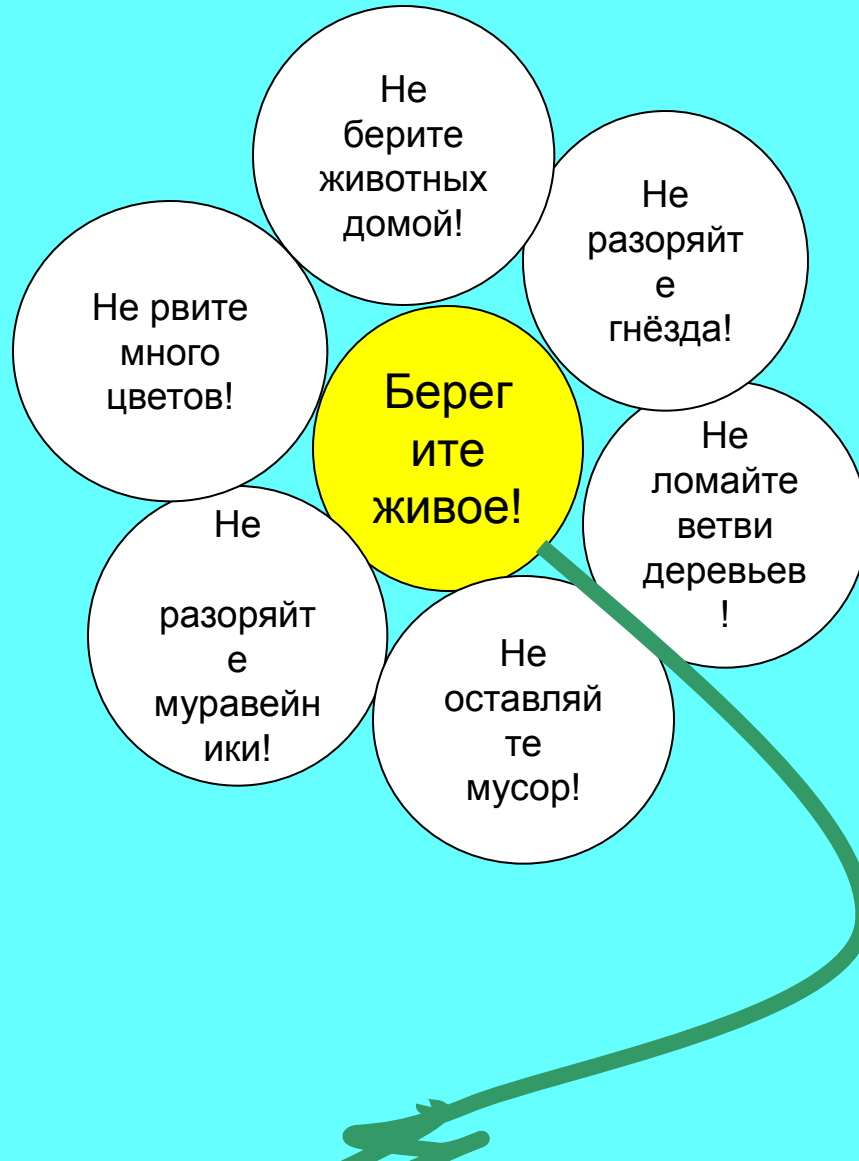 Не
берите
животных
домой!
Не
разоряйт
е
гнёзда!
Не рвите
много
цветов!
Берег
ите
живое!
Не
ломайте
ветви
деревьев
!
Не
разоряйт
е
муравейн
ики!
Не
оставляй
те
мусор!